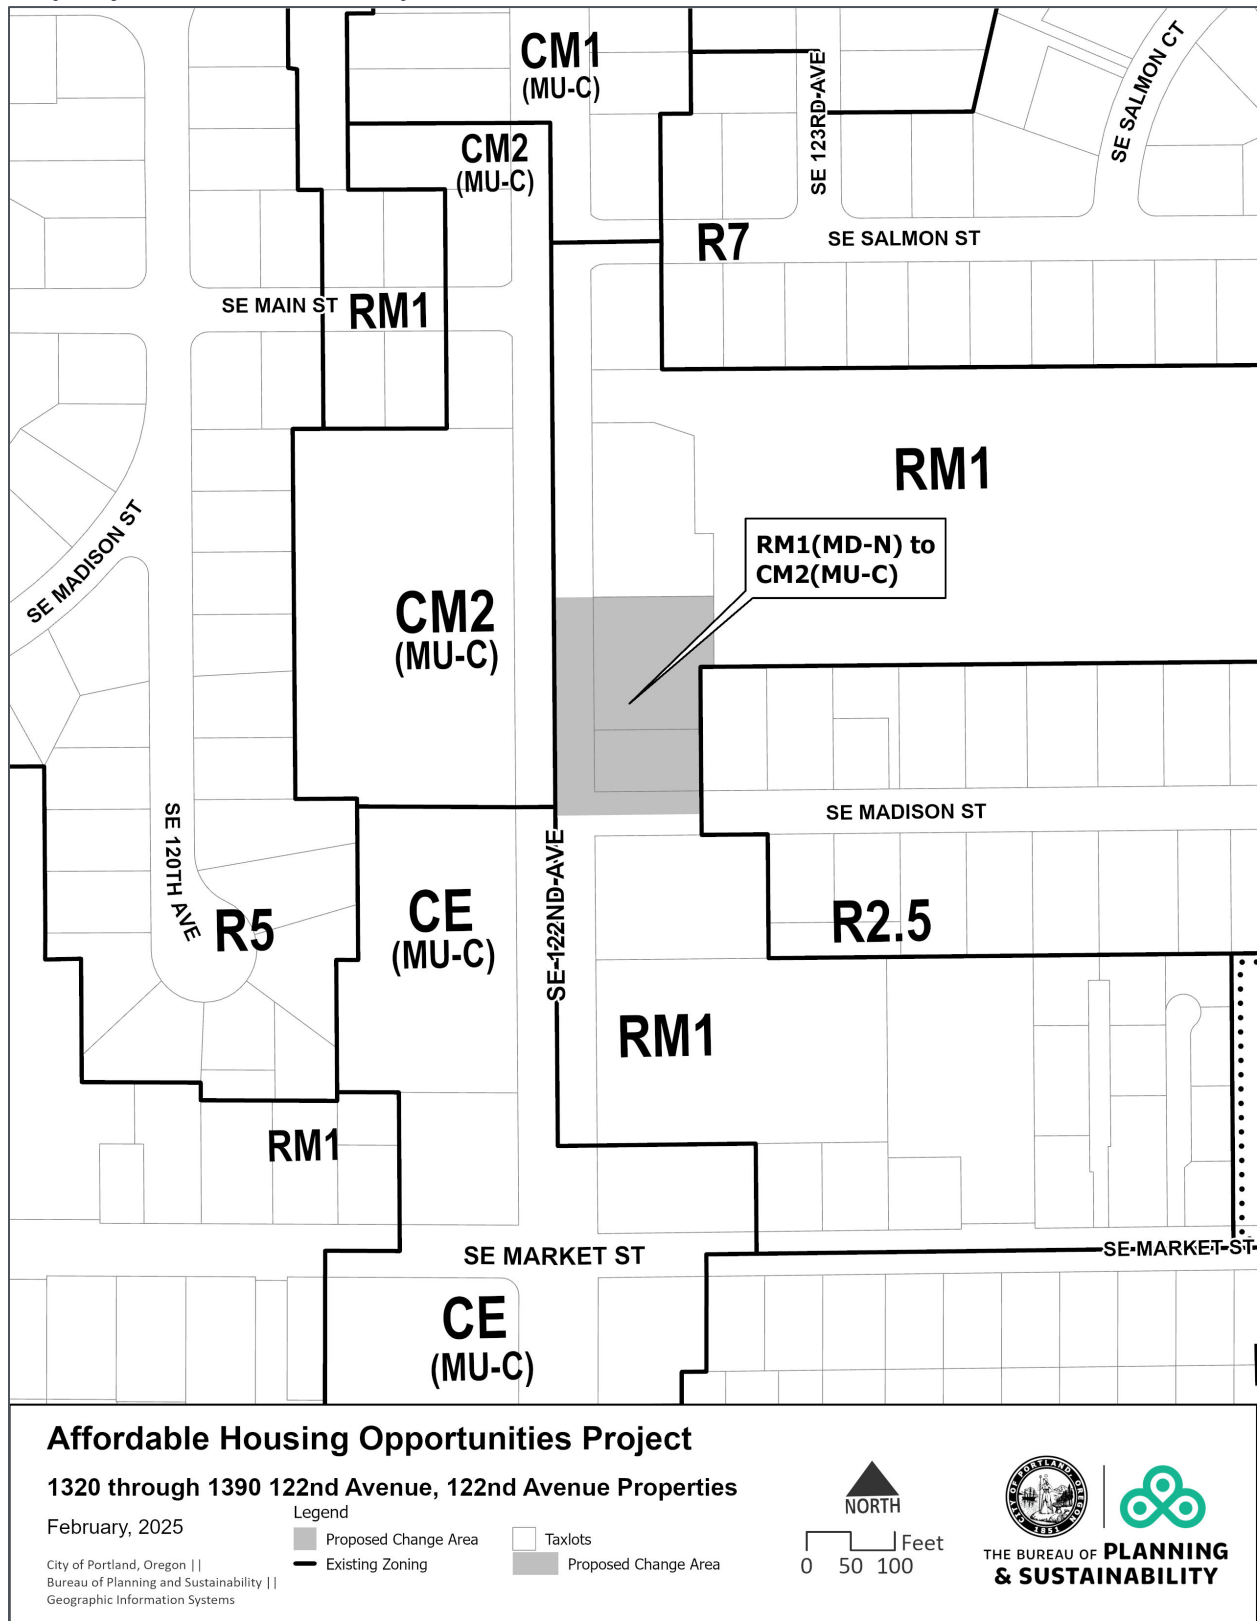 CM1
(MU-C)
CM2
(MU-C)
SE 123RD AVE
SE SALMON CT
R7
SE SALMON ST
SE MAIN ST
RM1
RM1
RM1(MD-N) to
CM2(MU-C)
SE MADISON ST
CM2
(MU-C)
SE MADISON ST
SE 120TH AVE
R5
CE
(MU-C)
SE 122ND AVE
R2.5
RM1
RM1
SE MARKET ST
SE MARKET ST
CE
(MU-C)
Affordable Housing Opportunities Project
1320 through 1390 122nd Avenue, 122nd Avenue Properties
February, 2025
City of Portland, Oregon ||
Bureau of Planning and Sustainability ||
Geographic Information Systems
Legend
Proposed Change Area
Existing Zoning
Taxlots
Proposed Change Area
NORTH
Feet
0 50 100
CITY OF PORTLAND, OREGON
1851
THE BUREAU OF PLANNING
& SUSTAINABILITY